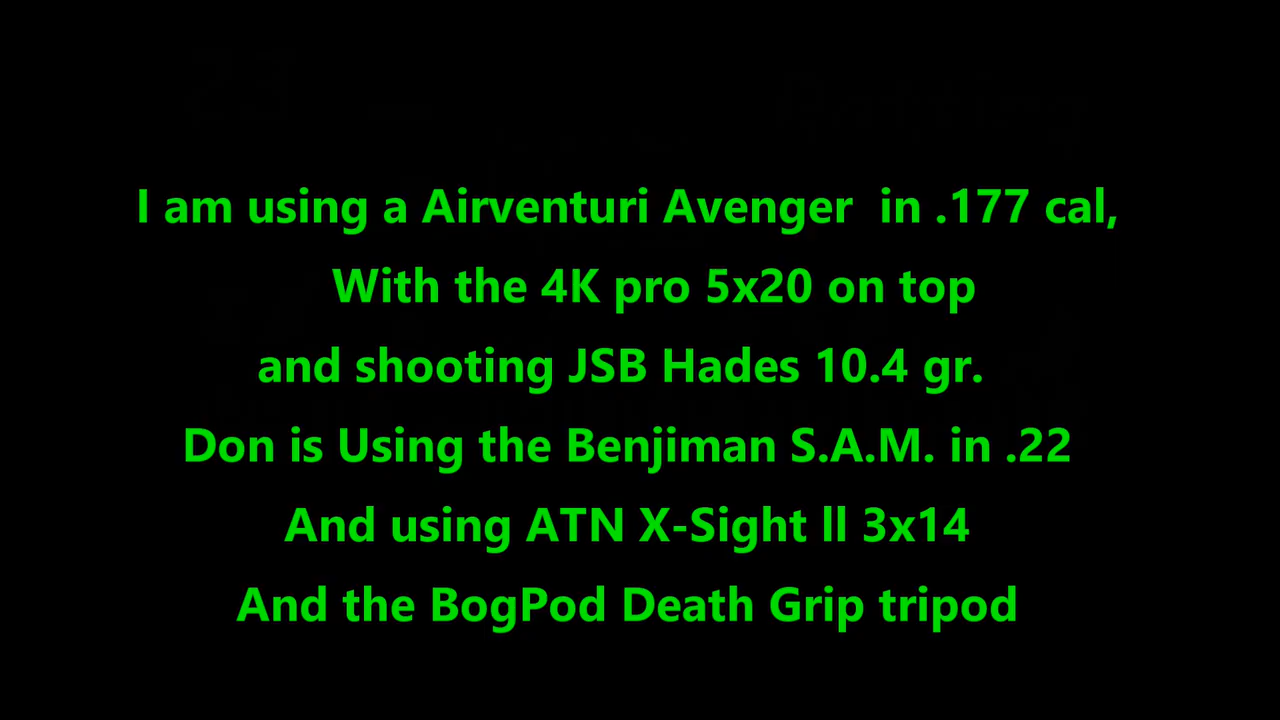 I am using a Airventuri Avenger  in .177 cal,
With the 4K pro 5x20 on top
and shooting JSB Hades 10.4 gr.
Don is Using the Benjiman S.A.M. in .22
And using ATN X-Sight ll 3x14
And the BogPod Death Grip tripod